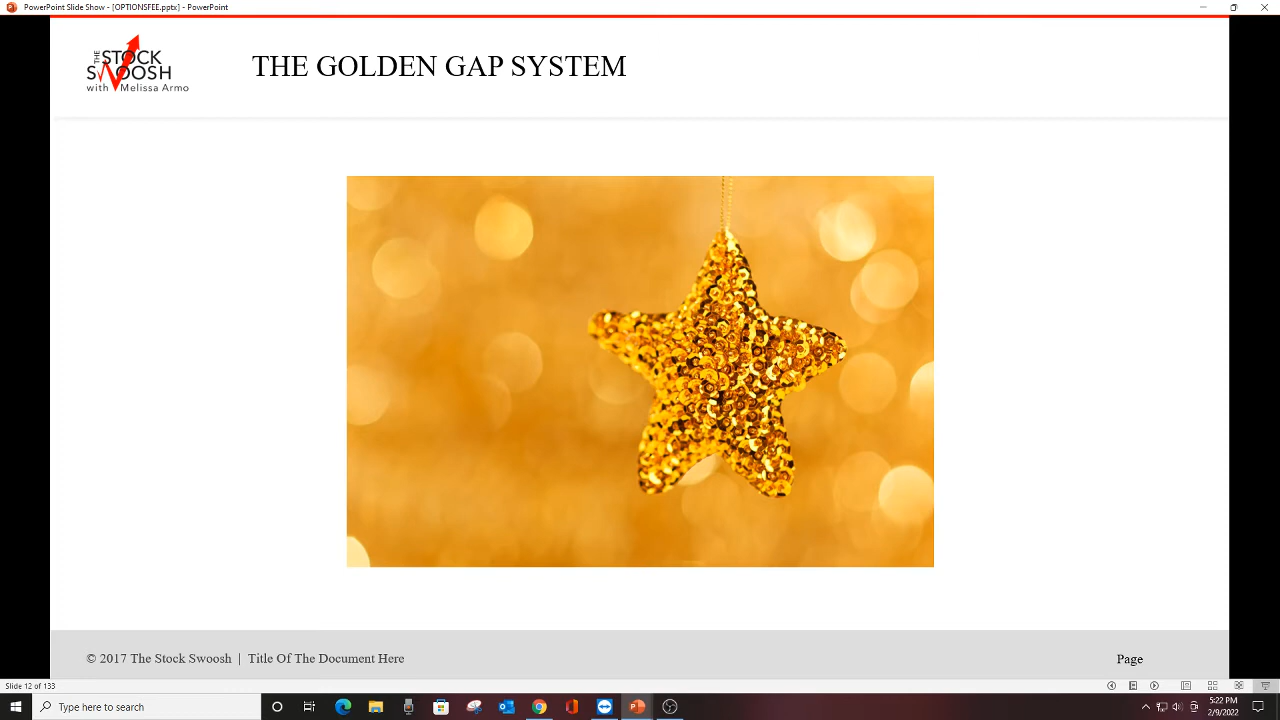 PowerPoint Slide Show - [OPTIONSFEE.pptx] - PowerPoint
THE
STOCK
SWOOSH
with Melissa Armo
THE GOLDEN GAP SYSTEM
© 2017 The Stock Swoosh | Title Of The Document Here
Page
Slide 12 of 133
Type here to search
5:22 PM
2/9/2022